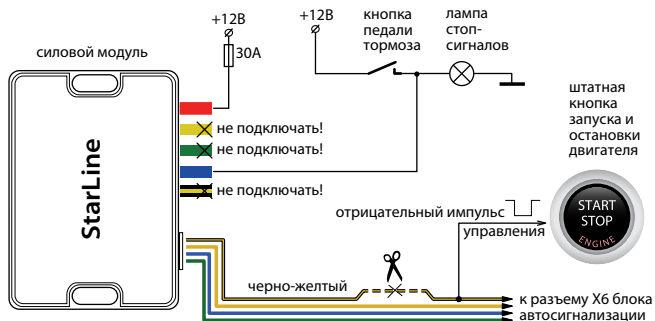 +12В
+12В
кнопка
педали
тормоза
лампа
стоп-
сигналов
силовой модуль
30А
штатная
кнопка
запуска и
остановки
двигателя
StarLine
не подключать!
не подключать!
не подключать!
START
STOP
ENGINE
отрицательный импульс
управления
черно-желтый
к разъему X6 блока
автосигнализации